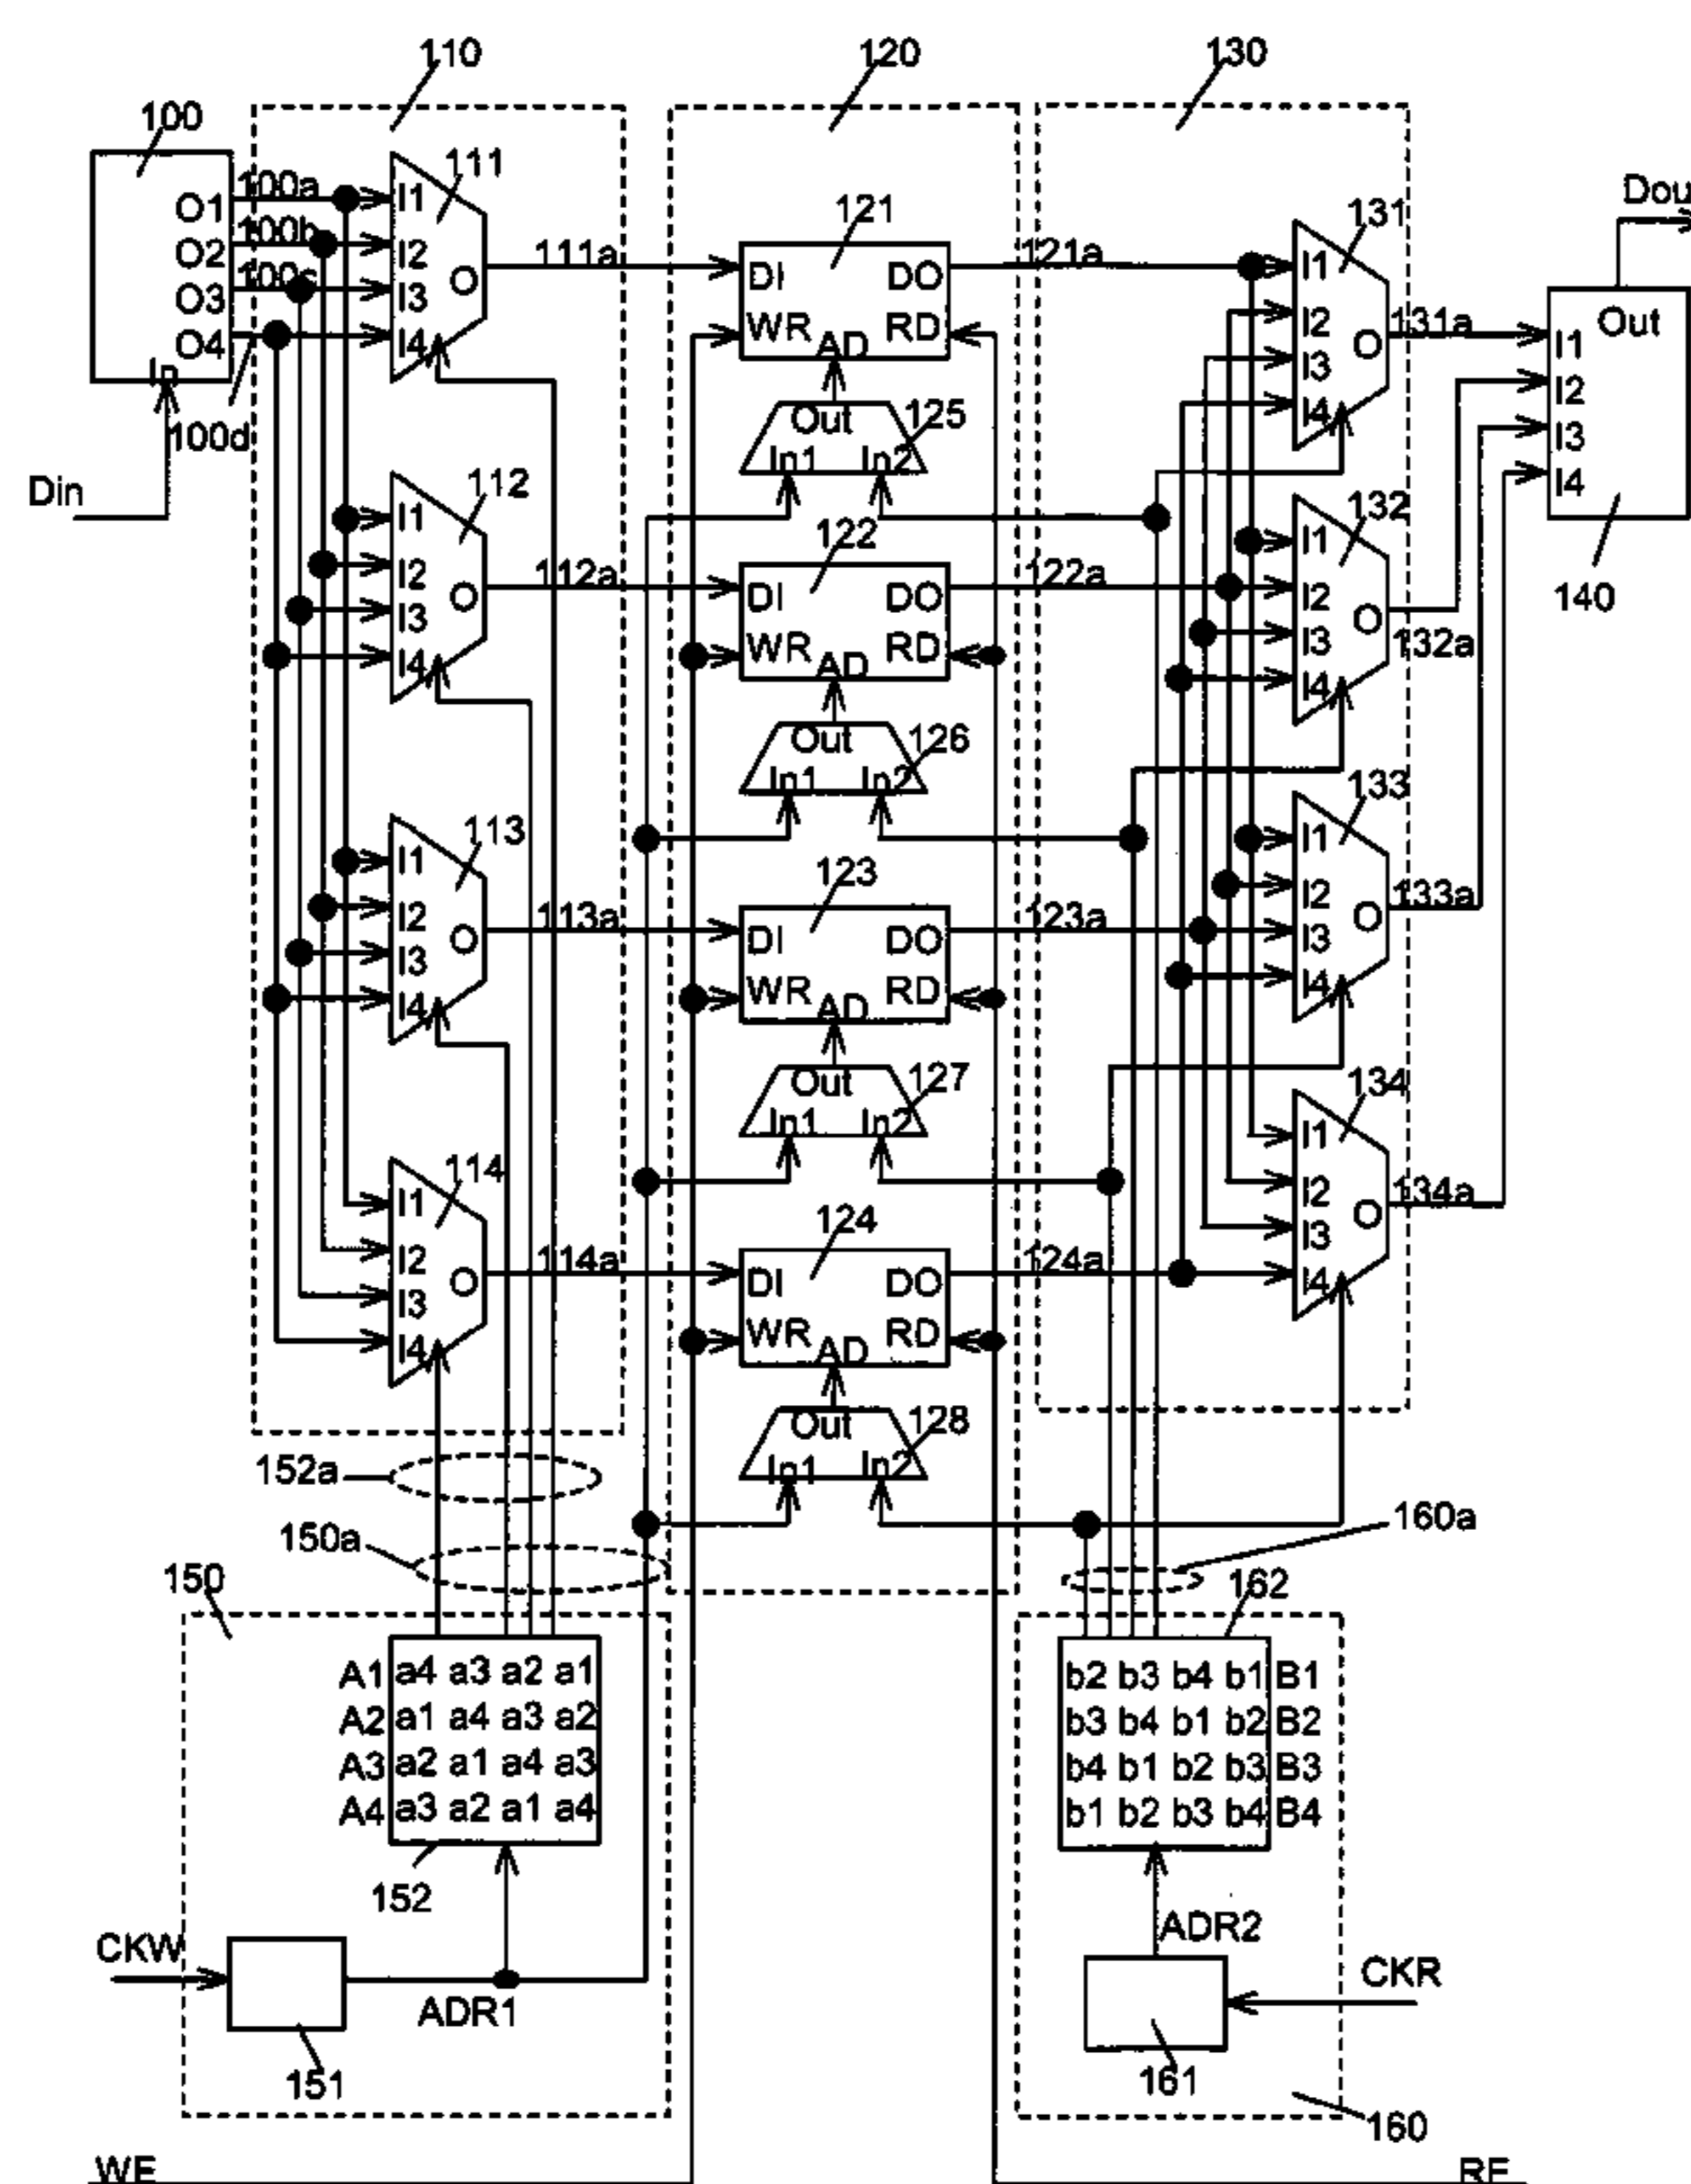 110
120
130
100
O1
O2
O3
O4
In
100a
100b
100c
100d
Din
I1
I2
I3
I4
O
111
111a
I1
I2
I3
I4
O
112
112a
I1
I2
I3
I4
O
113
113a
I1
I2
I3
I4
O
114
114a
DI
DO
WR
RD
AD
121
121a
Out
In1
In2
125
DI
DO
WR
RD
AD
122
122a
Out
In1
In2
126
DI
DO
WR
RD
AD
123
123a
Out
In1
In2
127
DI
DO
WR
RD
AD
124
124a
Out
In1
In2
128
I1
I2
I3
I4
O
131
131a
I1
I2
I3
I4
O
132
132a
I1
I2
I3
I4
O
133
133a
I1
I2
I3
I4
O
134
134a
Dou
Out
I1
I2
I3
I4
140
152a
150a
150
160a
162
A1 a4 a3 a2 a1
A2 a1 a4 a3 a2
A3 a2 a1 a4 a3
A4 a3 a2 a1 a4
152
b2 b3 b4 b1 B1
b3 b4 b1 b2 B2
b4 b1 b2 b3 B3
b1 b2 b3 b4 B4
CKW
ADR1
151
ADR2
CKR
161
160
WE
RE